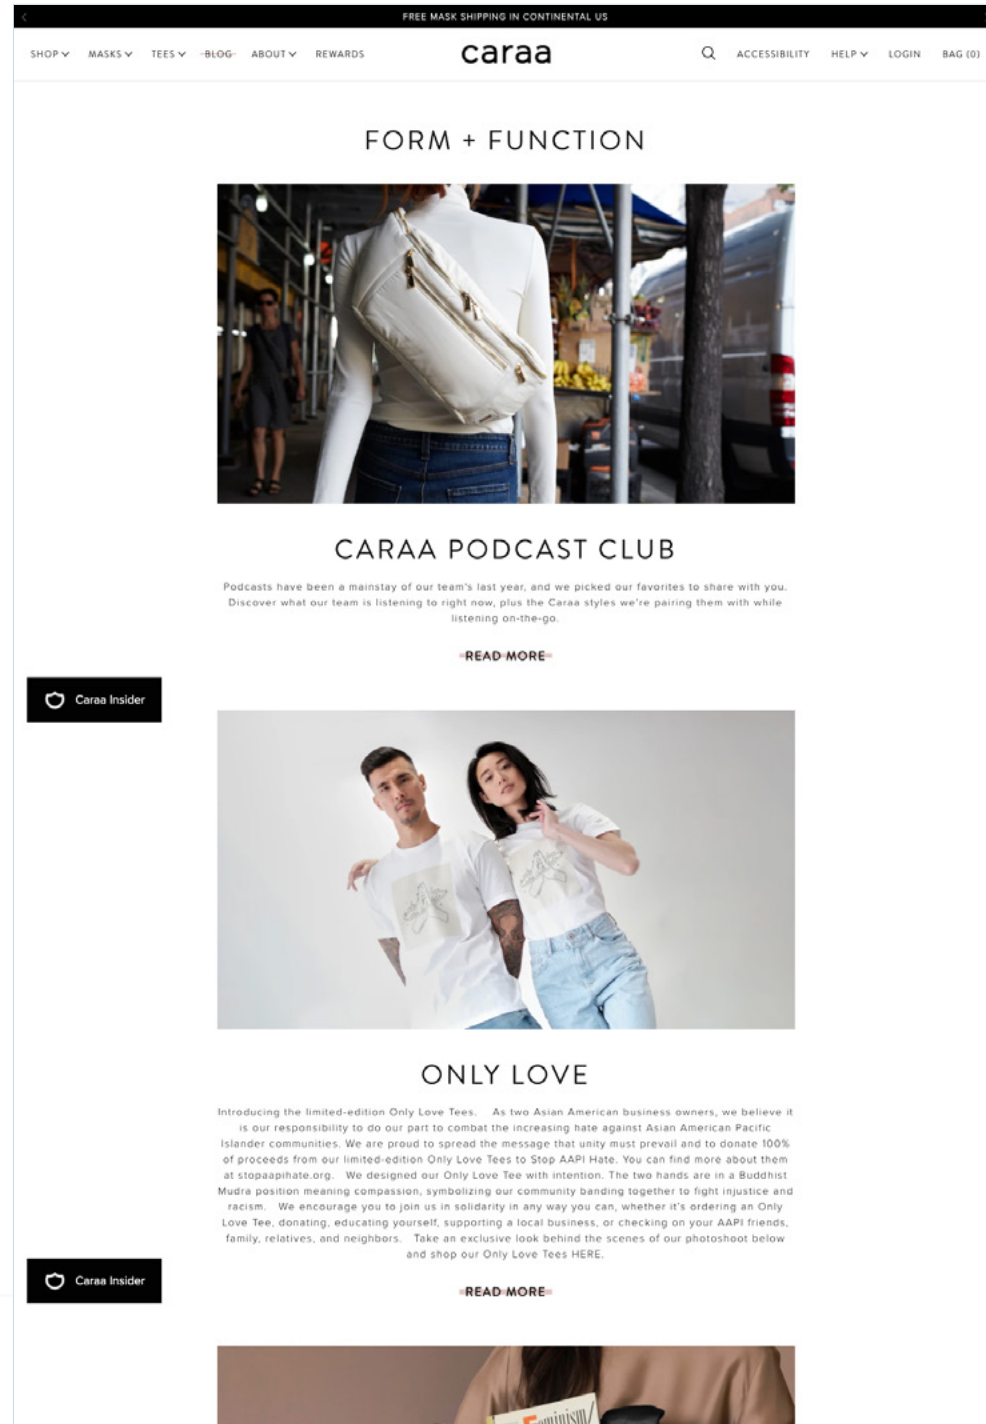 FREE MASK SHIPPING IN CONTINENTAL US
SHOP MASKS TEES BLOG ABOUT REWARDS caraa ACCESSIBILITY HELP LOGIN BAG (0)
FORM + FUNCTION
CARAA PODCAST CLUB
Podcasts have been a mainstay of our team's last year, and we picked our favorites to share with you.
Discover what our team is listening to right now, plus the Caraa styles we're pairing them with while
listening on-the-go.
READ MORE
Caraa Insider
ONLY LOVE
Introducing the limited-edition Only Love Tees. As two Asian American business owners, we believe it
is our responsibility to do our part to combat the increasing hate against Asian American Pacific
Islander communities. We are proud to spread the message that unity must prevail and to donate 100%
of proceeds from our limited-edition Only Love Tees to Stop AAPI Hate. You can find more about them
at stopaapihate.org. We designed our Only Love Tee with intention. The two hands are in a Buddhist
Mudra position meaning compassion, symbolizing our community banding together to fight injustice and
racism. We encourage you to join us in solidarity in any way you can, whether it's ordering an Only
Love Tee, donating, educating yourself, supporting a local business, or checking on your AAPI friends,
family, relatives, and neighbors. Take an exclusive look behind the scenes of our photoshoot below
and shop our Only Love Tees HERE.
Caraa Insider
READ MORE
Feminism